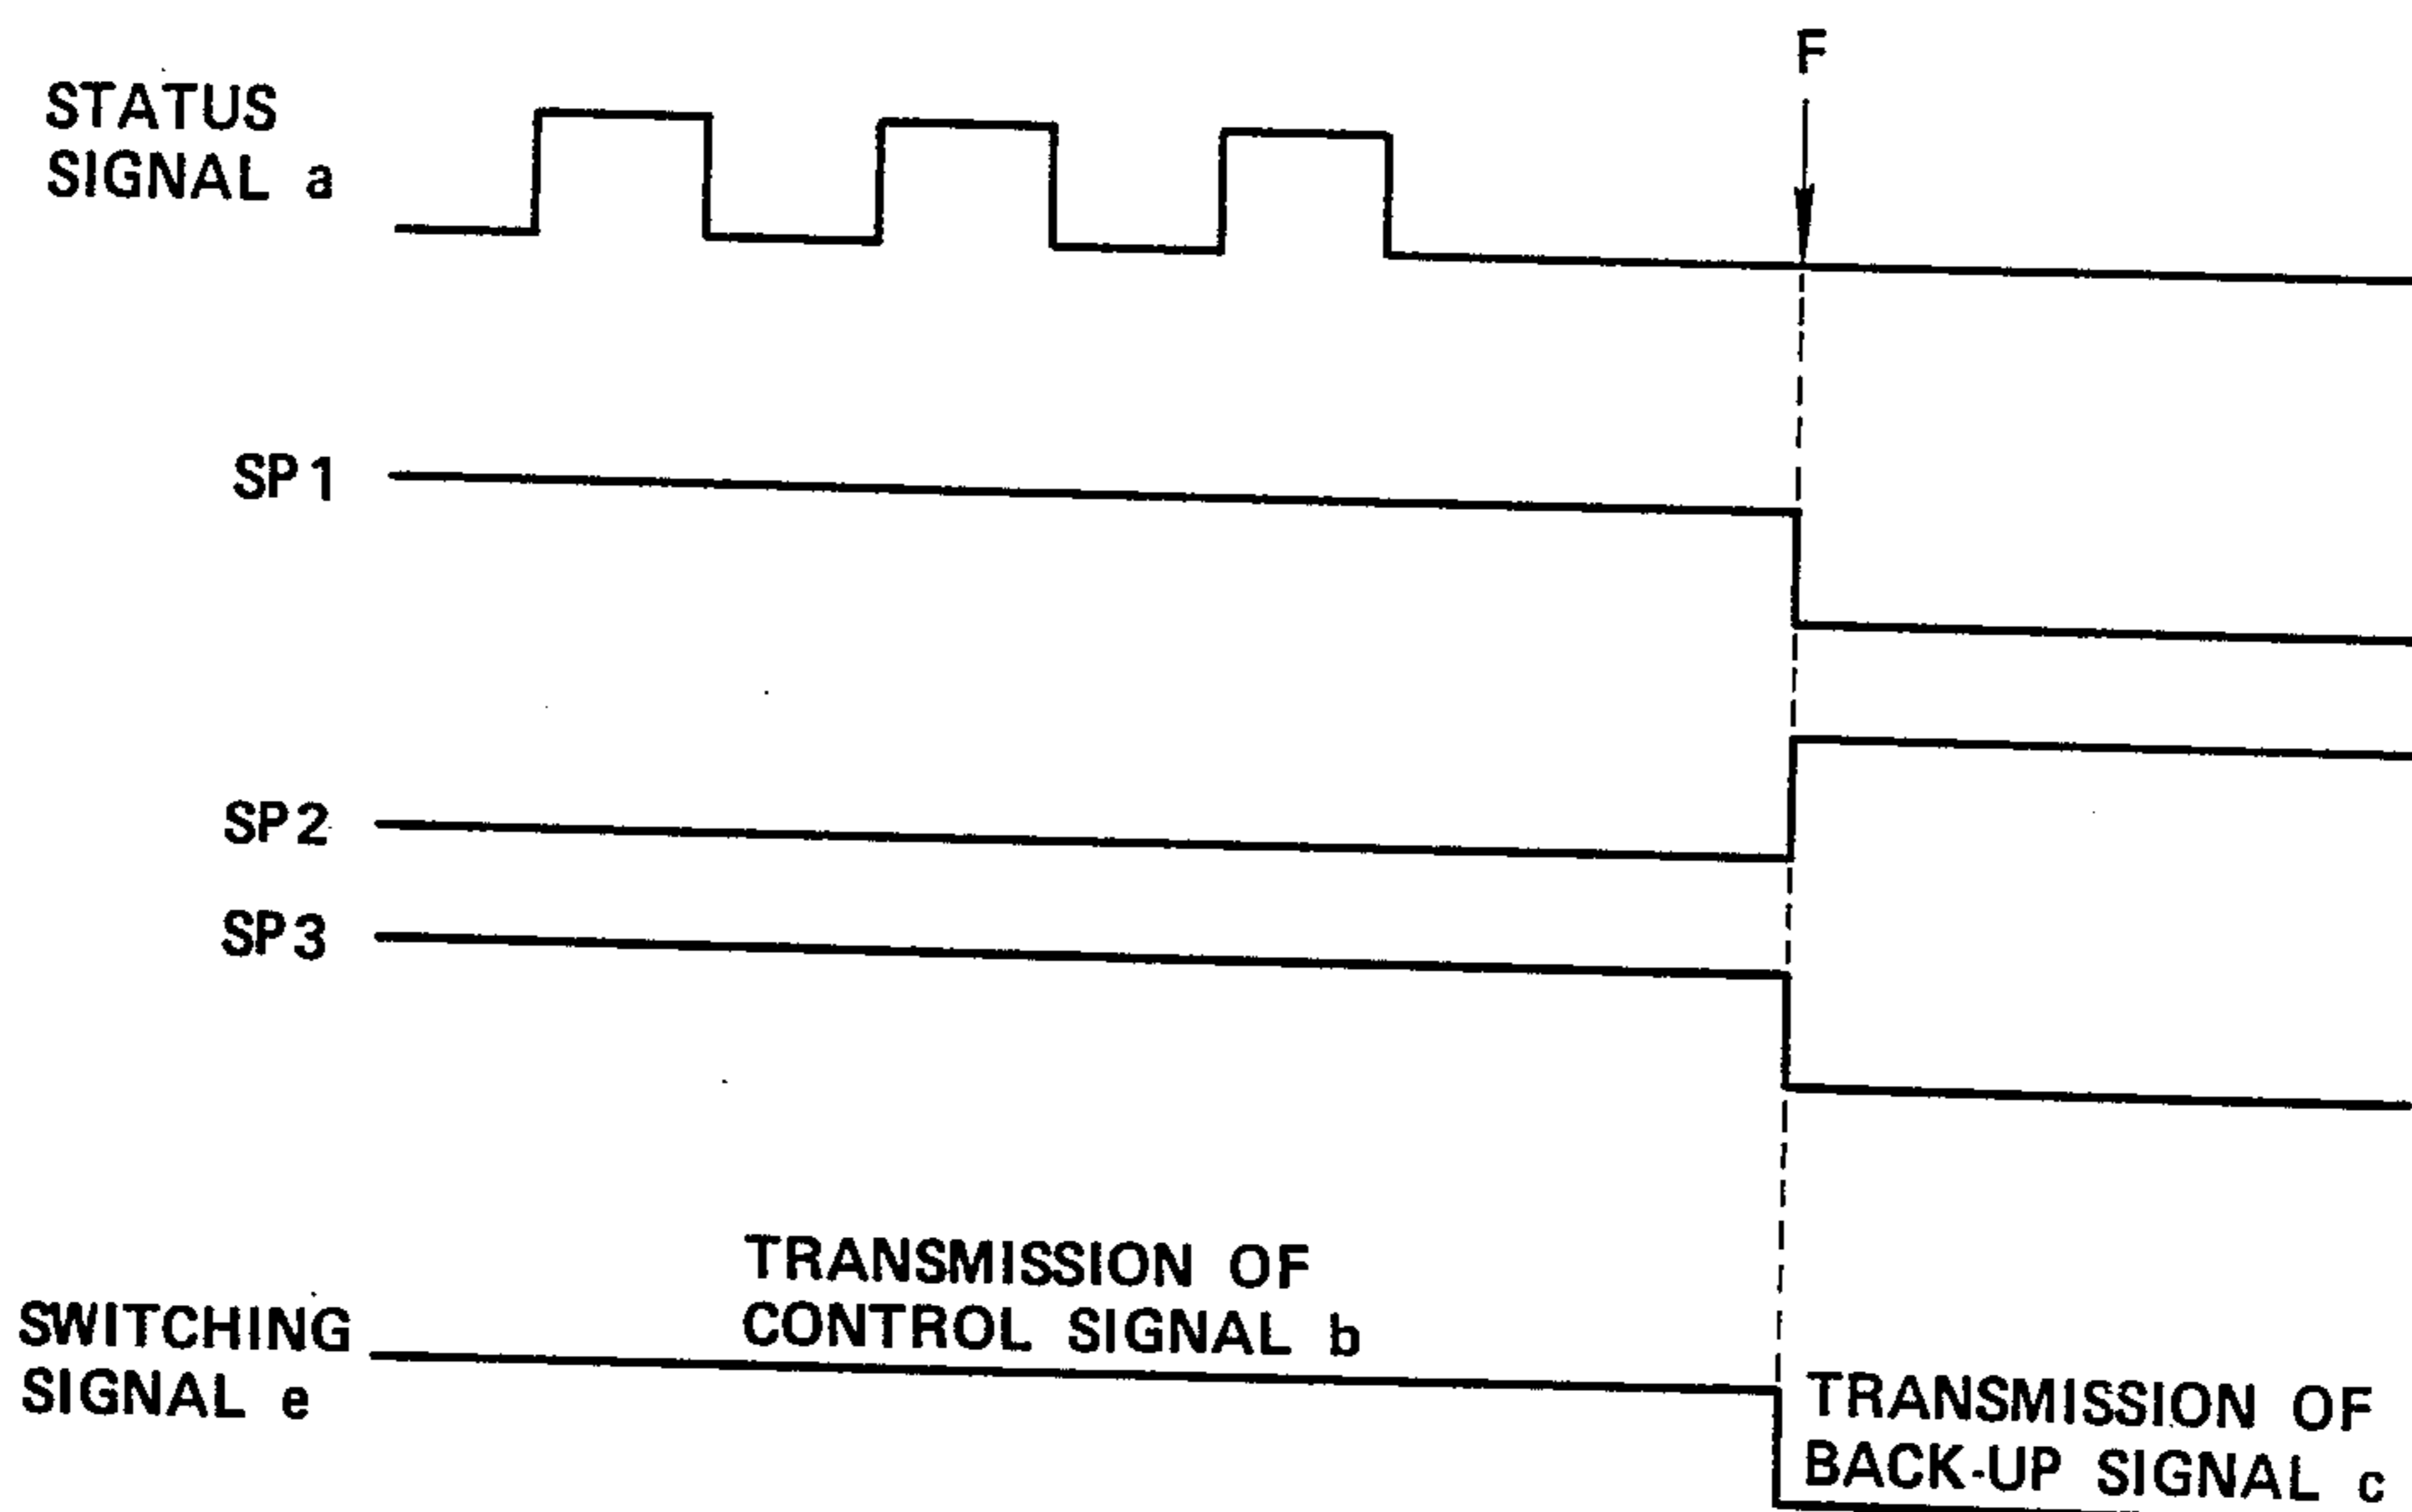 F
STATUS
SIGNAL a
SP1
SP2
SP3
TRANSMISSION OF
CONTROL SIGNAL b
SWITCHING
SIGNAL e
TRANSMISSION OF
BACK-UP SIGNAL c